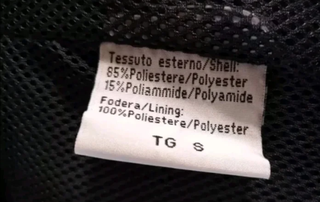 Tessuto esterno/Shell:
85%Poliestere/Polyester
15%Poliammide/Polyamide
Fodera/Lining:
100%Poliestere/Polyester
TG S